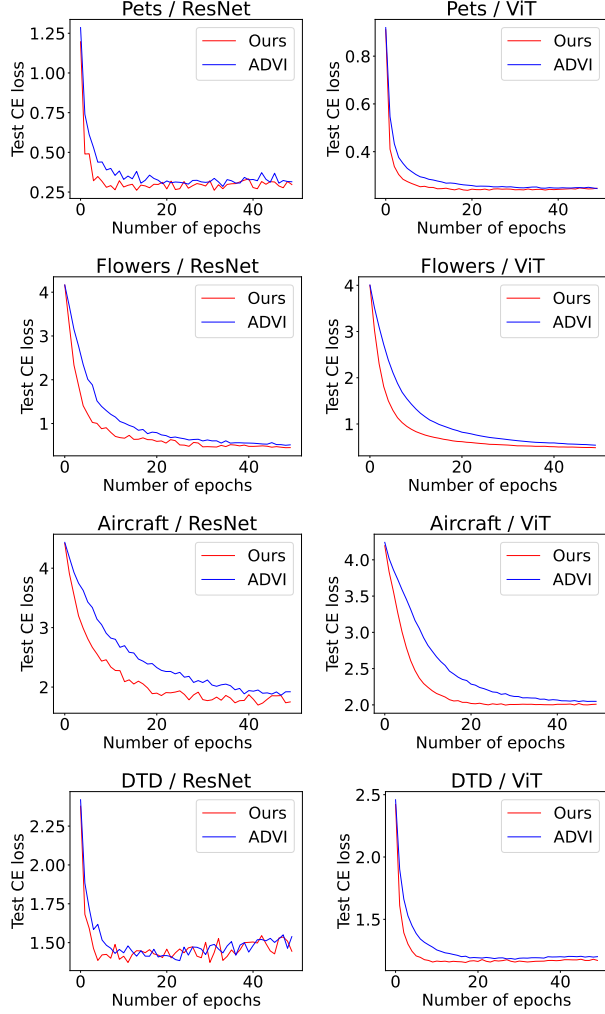 Pets / ResNet
Test CE loss
1.25
1.00
0.75
0.50
0.25
Ours
ADVI
0 20 40
Number of epochs
Pets / ViT
Test CE loss
0.8
0.6
0.4
Ours
ADVI
0 20 40
Number of epochs
Flowers / ResNet
Test CE loss
4
3
2
1
Ours
ADVI
0 20 40
Number of epochs
Flowers / ViT
Test CE loss
4
3
2
1
Ours
ADVI
0 20 40
Number of epochs
Aircraft / ResNet
Test CE loss
4
3
2
Ours
ADVI
0 20 40
Number of epochs
Aircraft / ViT
Test CE loss
4.0
3.5
3.0
2.5
2.0
Ours
ADVI
0 20 40
Number of epochs
DTD / ResNet
Test CE loss
2.25
2.00
1.75
1.50
Ours
ADVI
0 20 40
Number of epochs
DTD / ViT
Test CE loss
2.5
2.0
1.5
Ours
ADVI
0 20 40
Number of epochs